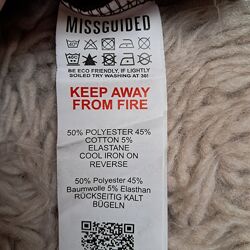 MISSGUIDED
BE ECO FRIENDLY, IF LIGHTLY
SOILED TRY WASHING AT 30!
KEEP AWAY
FROM FIRE
50% POLYESTER 45%
COTTON 5%
ELASTANE
COOL IRON ON
REVERSE
50% Polyester 45%
Baumwolle 5% Elasthan
RÜCKSEITIG KALT
BÜGELN